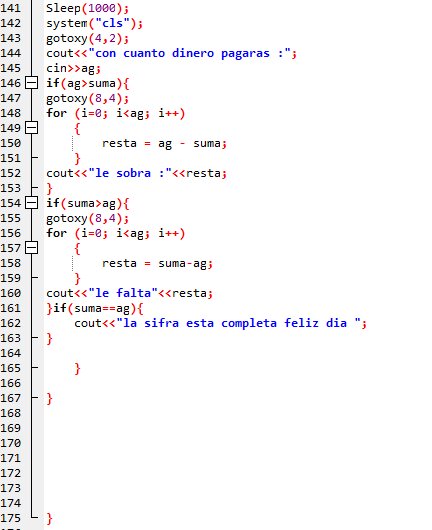 141 Sleep(1000);
142 system("cls");
143 gotoxy(4,2);
144 cout<<"con cuanto dinero pagaras :";
145 cin>>ag;
146 if(ag>suma){
147 gotoxy(8,4);
148 for (i=0; i<ag; i++)
149 {
150 resta = ag - suma;
151 }
152 cout<<"le sobra :"<<resta;
153 }
154 if(suma>ag){
155 gotoxy(8,4);
156 for (i=0; i<ag; i++)
157 {
158 resta = suma-ag;
159 }
160 cout<<"le falta"<<resta;
161 }if(suma==ag){
162 cout<<"la sifra esta completa feliz dia ";
163 }
164
165 }
166
167 }
168
169
170
171
172
173
174
175 }